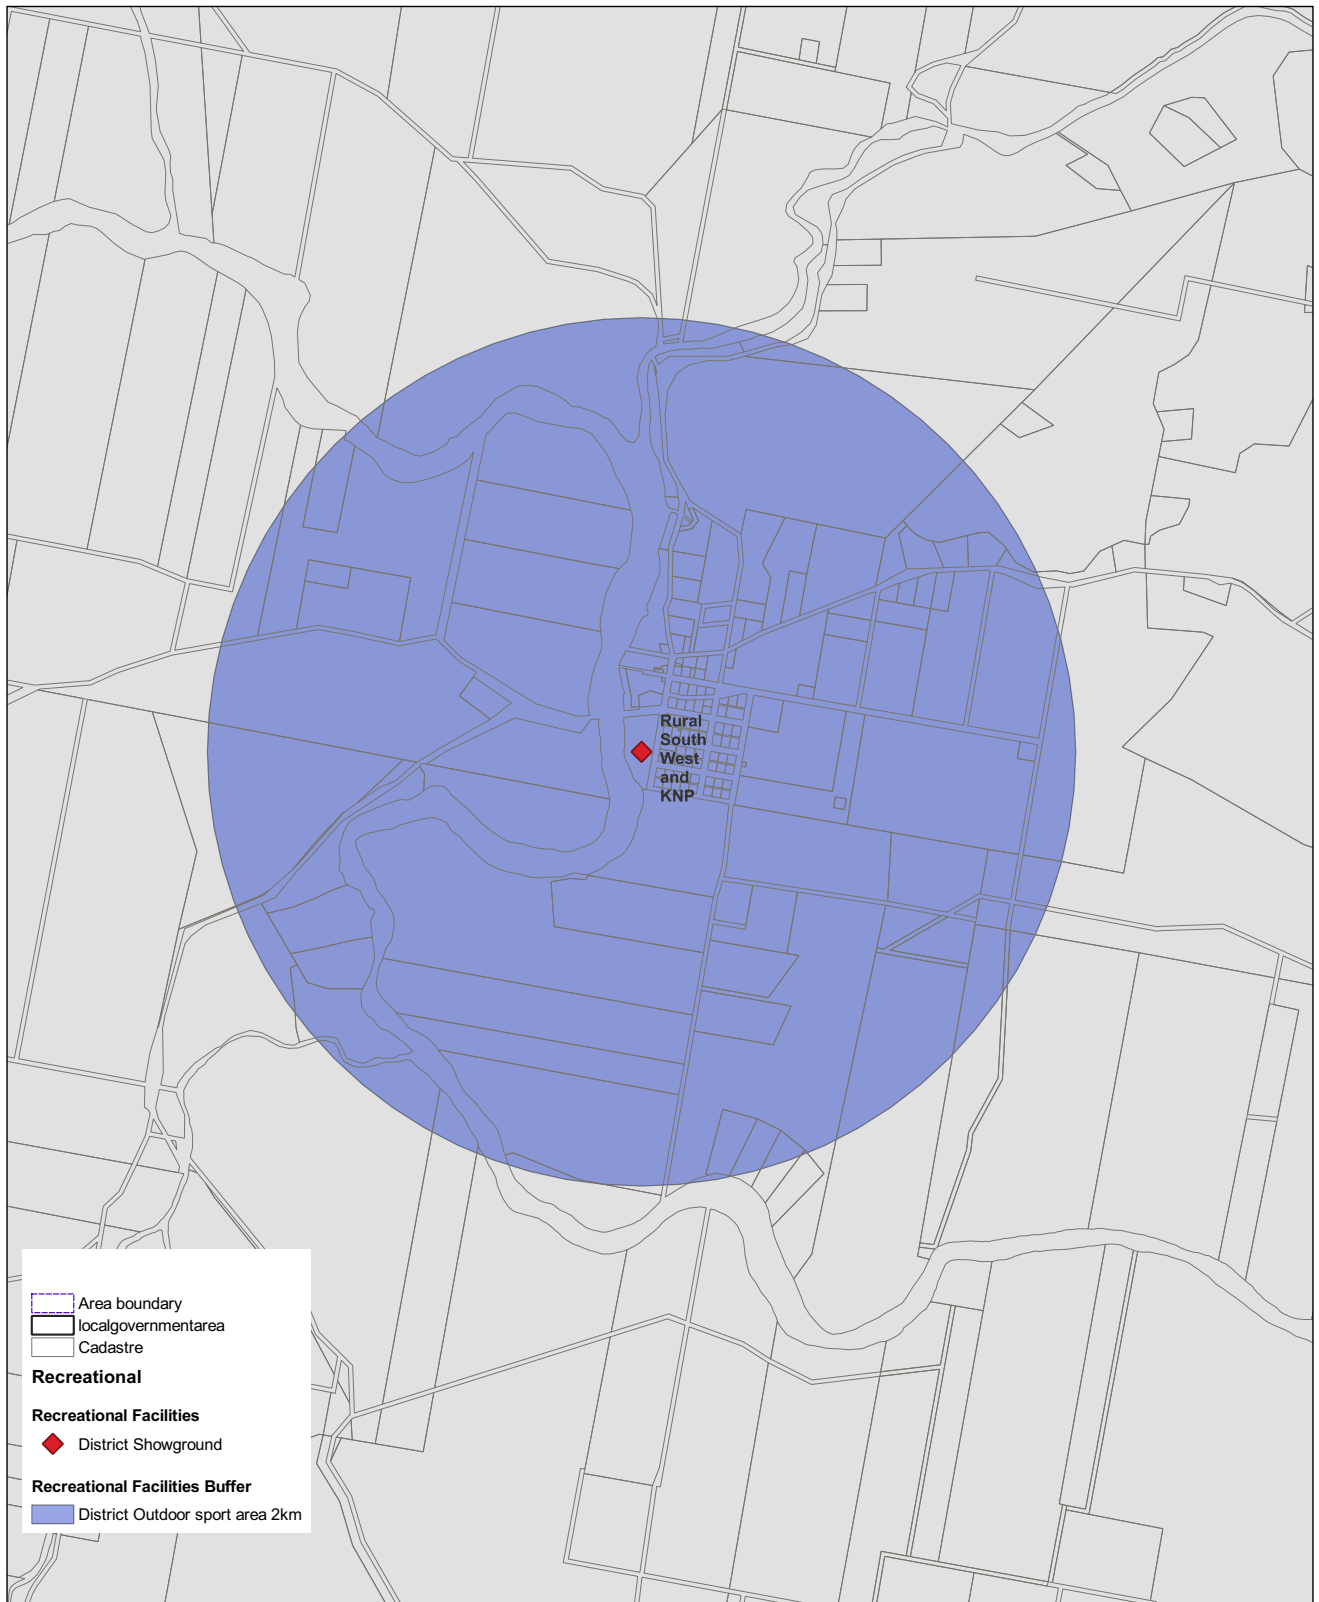 Rural
South
West
and
KNP
Area boundary
localgovernmentarea
Cadastre
Recreational
Recreational Facilities
District Showground
Recreational Facilities Buffer
District Outdoor sport area 2km